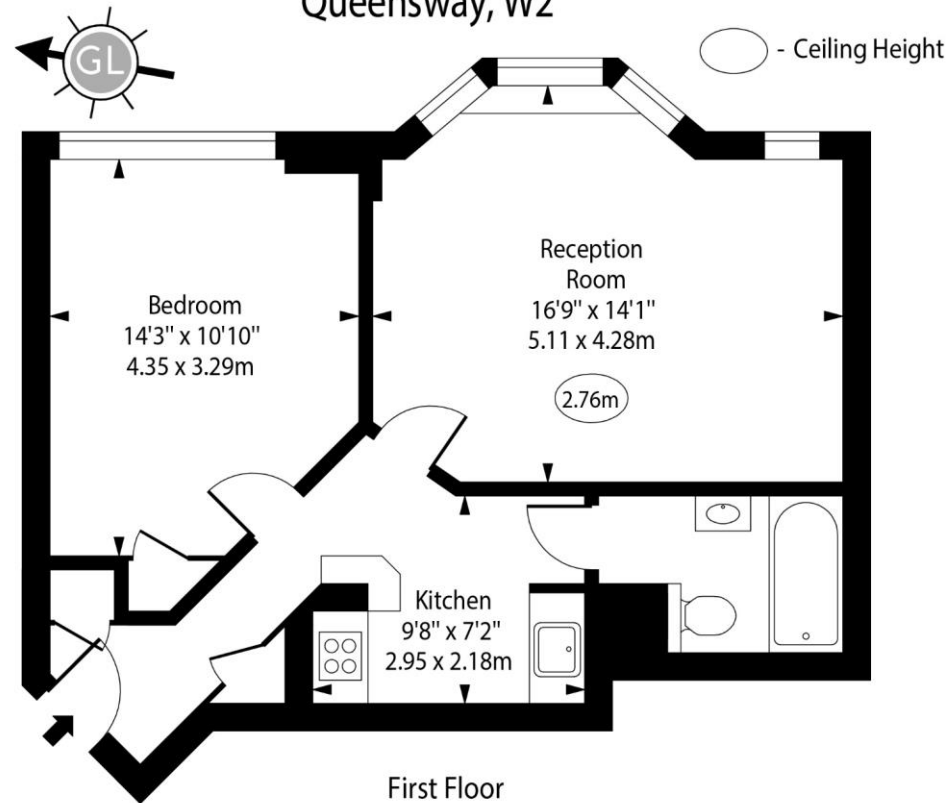 Queensway, W2
GL
- Ceiling Height
Bedroom
14'3" x 10'10"
4.35 x 3.29m
Reception
Room
16'9" x 14'1"
5.11 x 4.28m
2.76m
Kitchen
9'8" x 7'2"
2.95 x 2.18m
First Floor